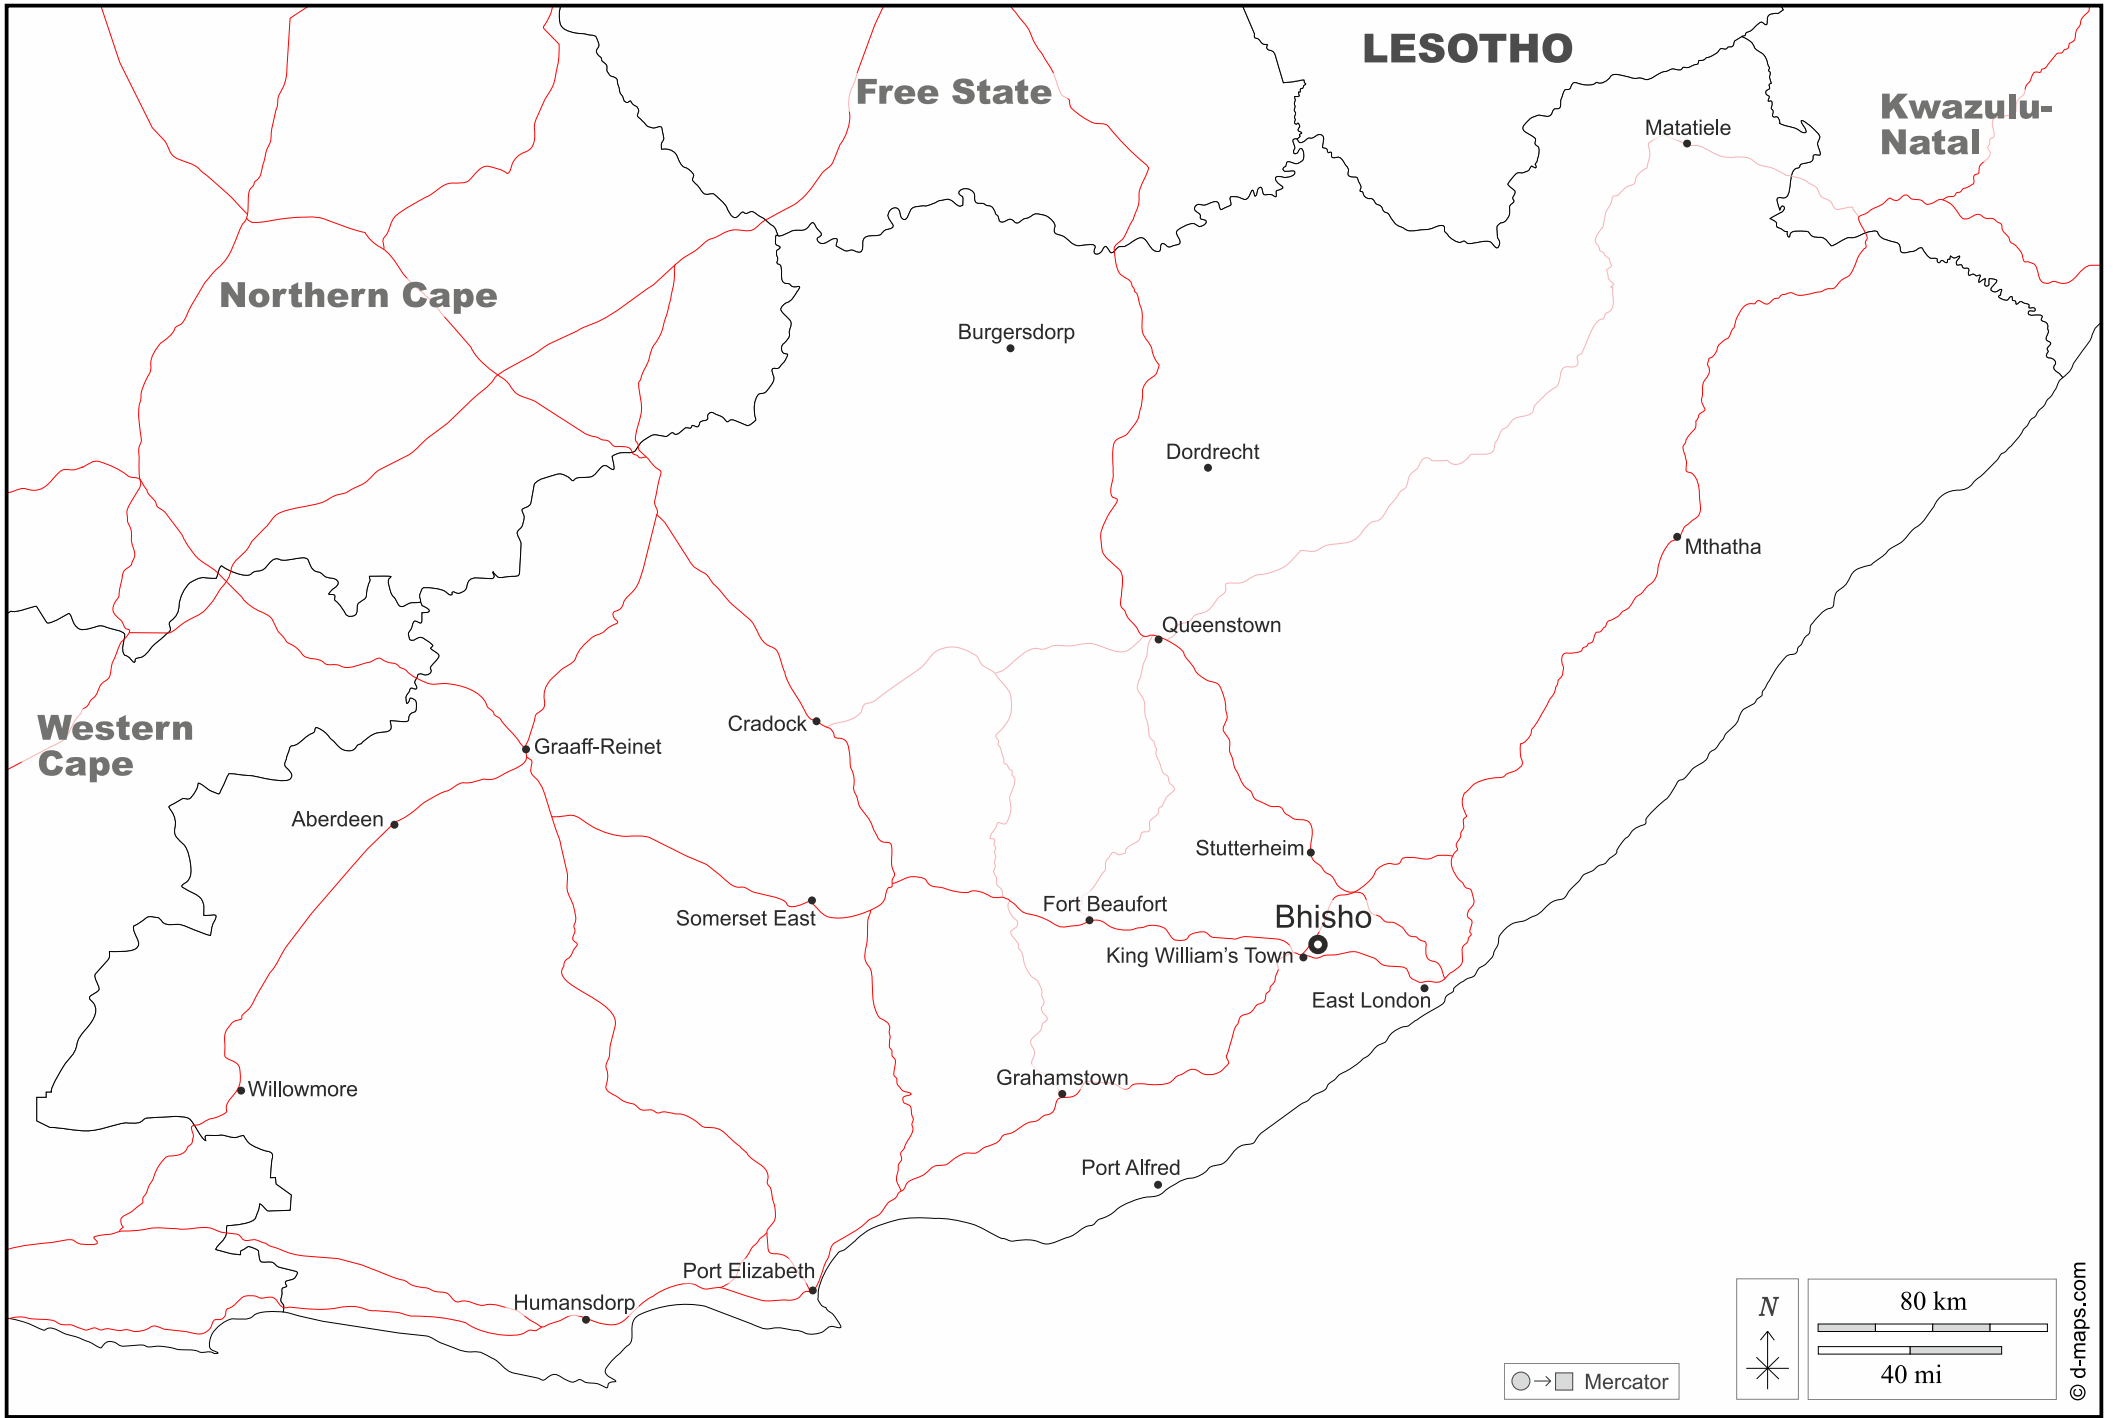 LESOTHO
Free State
Kwazulu-
Natal
Matatiele
Northern Cape
Burgersdorp
Dordrecht
Mthatha
Queenstown
Western
Cape
Cradock
Graaff-Reinet
Aberdeen
Stutterheim
Somerset East
Fort Beaufort
Bhisho
King William's Town
East London
Willowmore
Grahamstown
Port Alfred
Port Elizabeth
Humansdorp
N
80 km
40 mi
Mercator
© d-maps.com